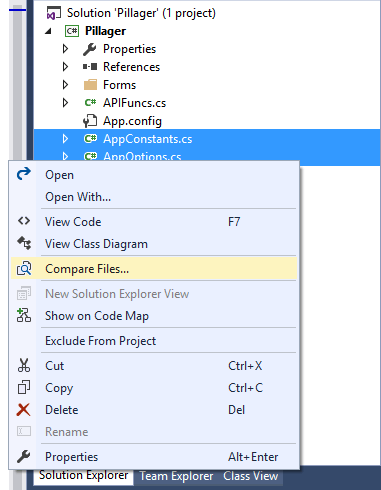 Solution 'Pillager' (1 project)
C# Pillager
Properties
References
Forms
C# APIFuncs.cs
App.config
C# AppConstants.cs
C# AppOptions.cs
Open
Open With...
View Code F7
View Class Diagram
Compare Files...
New Solution Explorer View
Show on Code Map
Exclude From Project
Cut Ctrl+X
Copy Ctrl+C
Delete Del
Rename
Properties Alt+Enter
Solution Explorer Team Explorer Class View